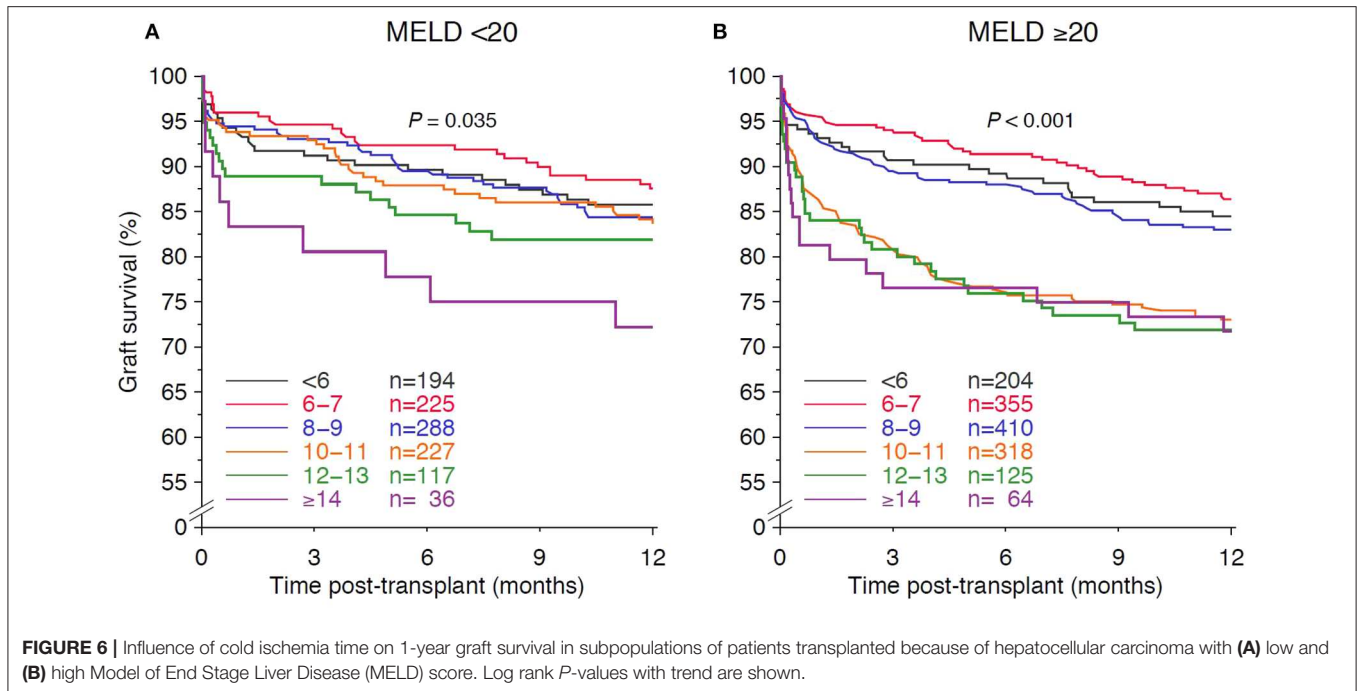 A MELD <20
100
95
90
85
80
75
70
65
60
55
0
Graft survival (%)
P = 0.035
<6 n=194
6–7 n=225
8–9 n=288
10–11 n=227
12–13 n=117
≥14 n= 36
0 3 6 9 12
Time post-transplant (months)
B MELD ≥20
100
95
90
85
80
75
70
65
60
55
0
P < 0.001
<6 n=204
6–7 n=355
8–9 n=410
10–11 n=318
12–13 n=125
≥14 n= 64
0 3 6 9 12
Time post-transplant (months)
FIGURE 6 | Influence of cold ischemia time on 1-year graft survival in subpopulations of patients transplanted because of hepatocellular carcinoma with (A) low and
(B) high Model of End Stage Liver Disease (MELD) score. Log rank P-values with trend are shown.